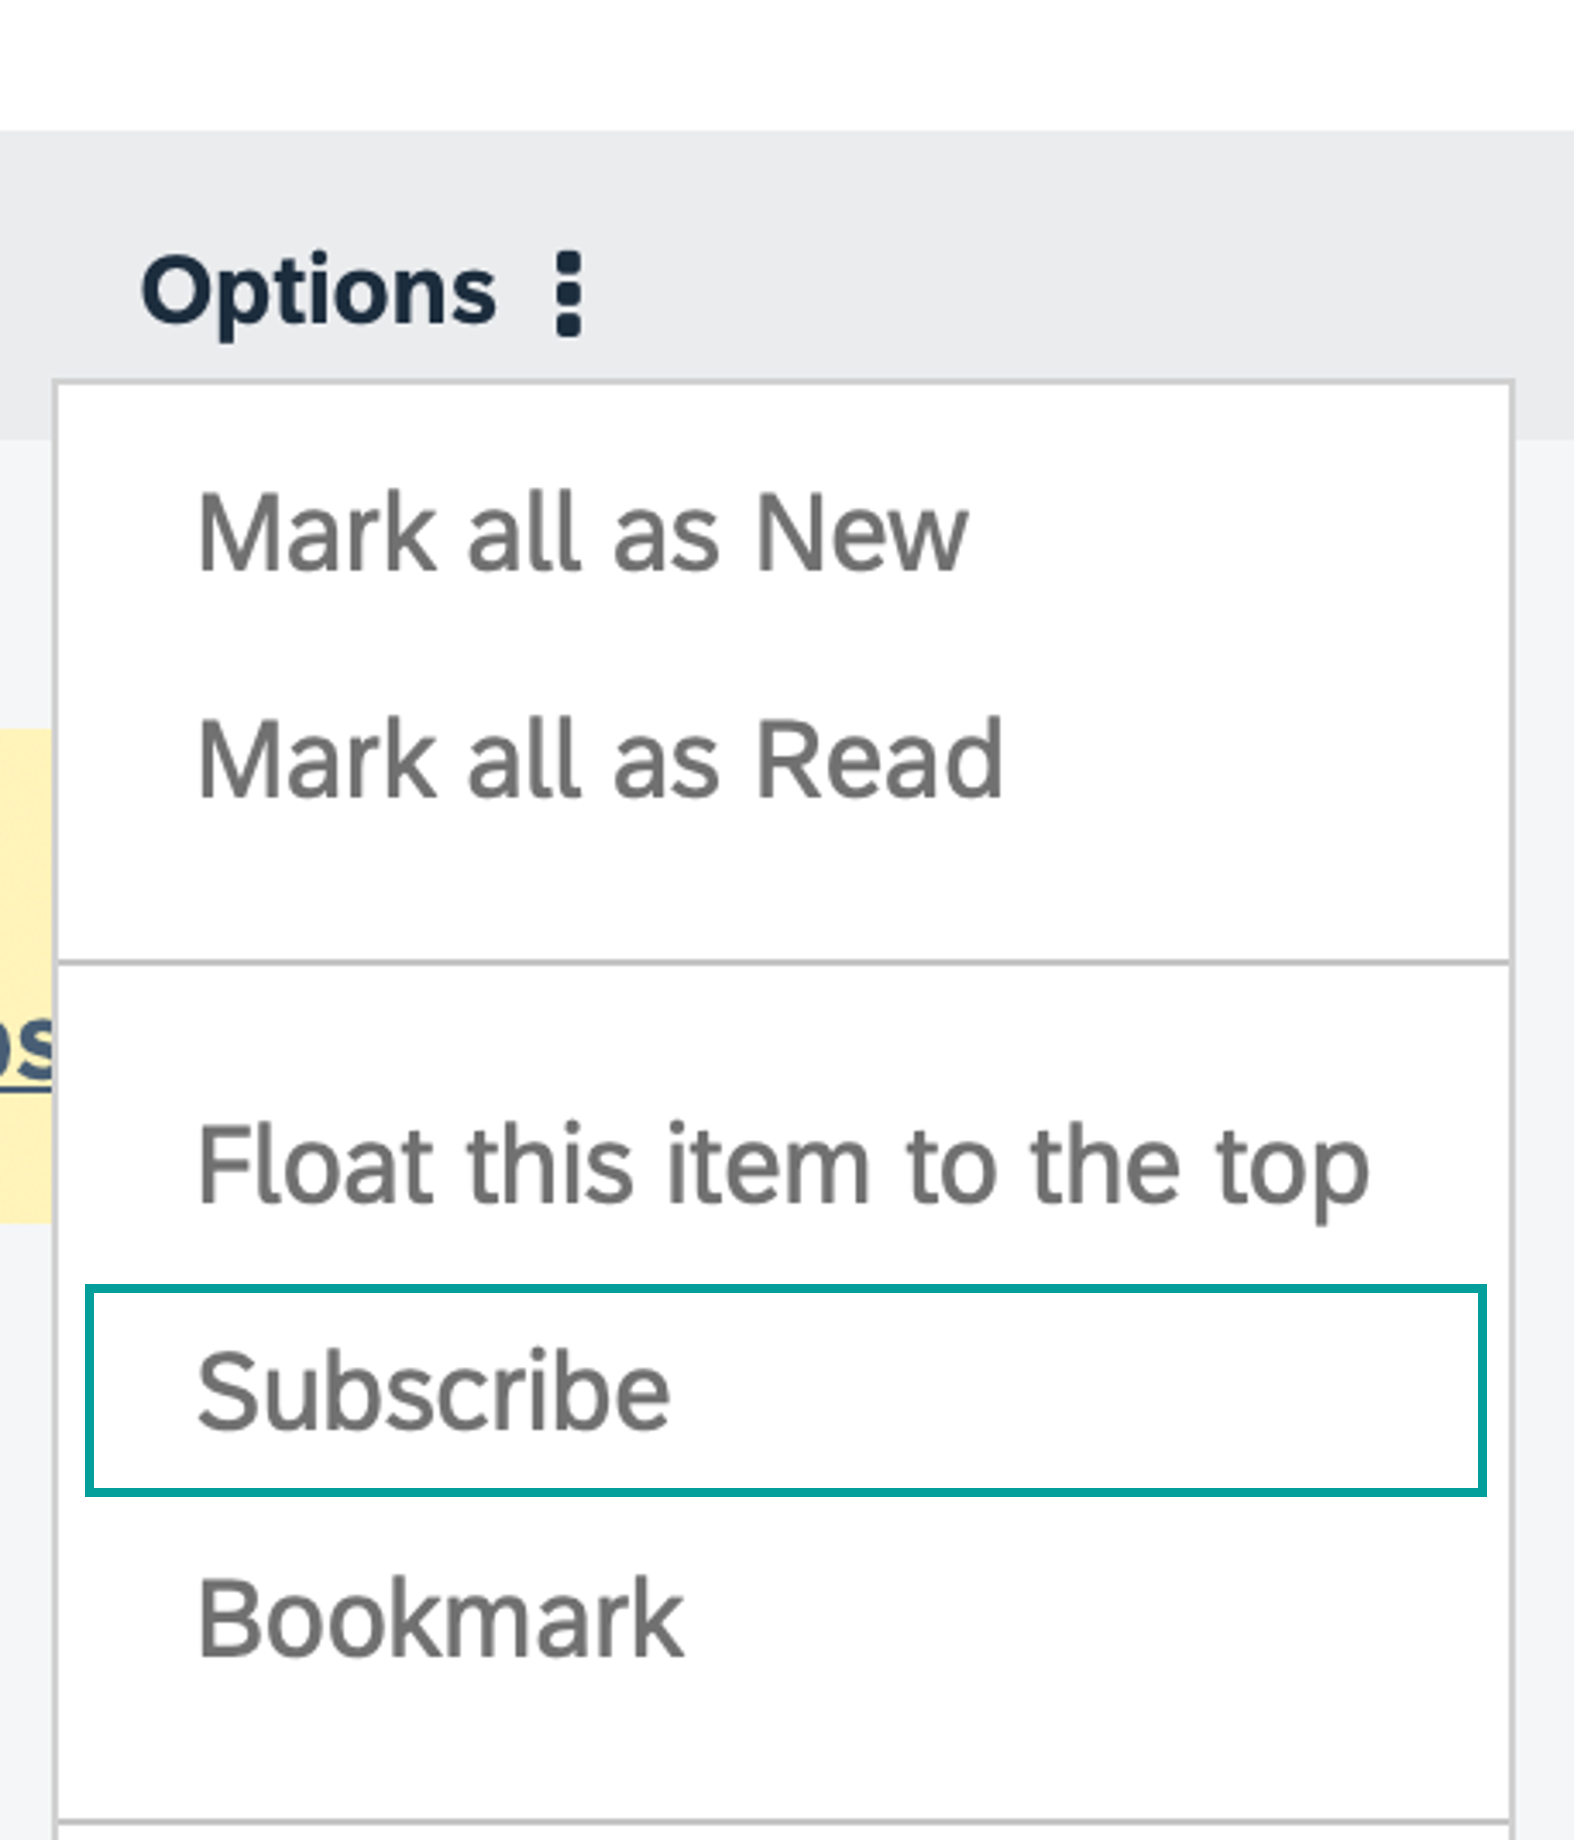 Options
Mark all as New
Mark all as Read
Float this item to the top
Subscribe
Bookmark